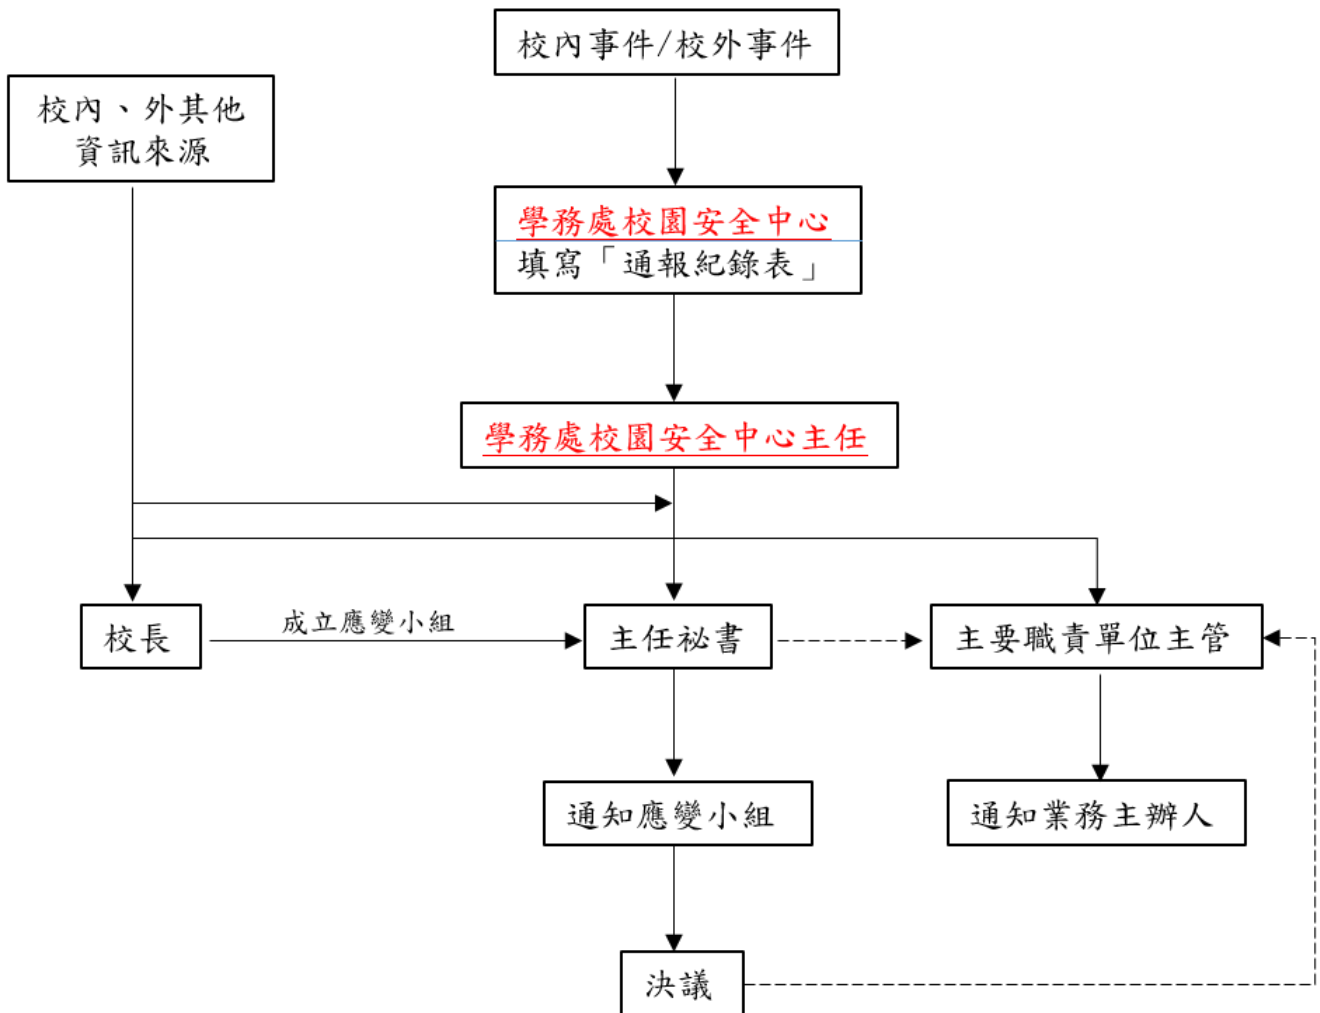 校內事件/校外事件
校內、外其他
資訊來源
學務處校園安全中心
填寫「通報紀錄表」
學務處校園安全中心主任
校長
成立應變小組
主任祕書
主要職責單位主管
通知應變小組
通知業務主辦人
決議